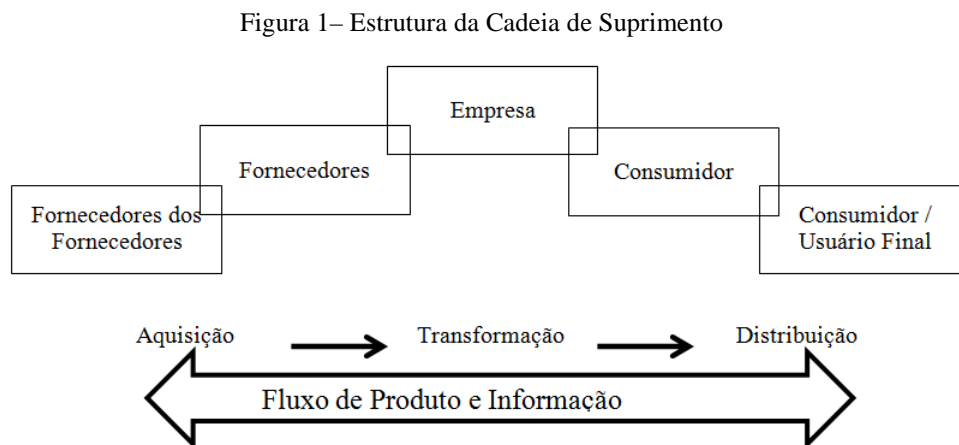 Figura 1– Estrutura da Cadeia de Suprimento
Empresa
Fornecedores
Consumidor
Fornecedores dos
Fornecedores
Consumidor /
Usuário Final
Aquisição
Transformação
Distribuição
Fluxo de Produto e Informação